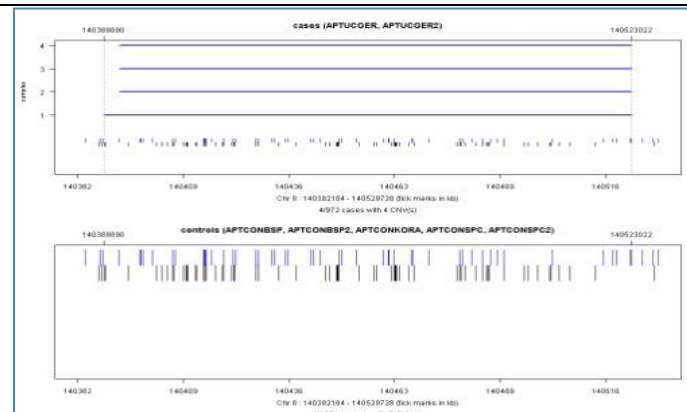 cases (APTUCGER, APTUCGER2)
140388890 140523022
4
3
2
1
140382 140409 140436 140463 140489 140516
Chr 8 : 140382184 - 140529728 (tick marks in kb)
4/972 cases with 4 CNV(s)
controls (APTCONBSP, APTCONBSP2, APTCONKORA, APTCONSPC, APTCONSPC2)
140388890 140523022
140382 140409 140436 140463 140489 140516
Chr 8 : 140382184 - 140529728 (tick marks in kb)